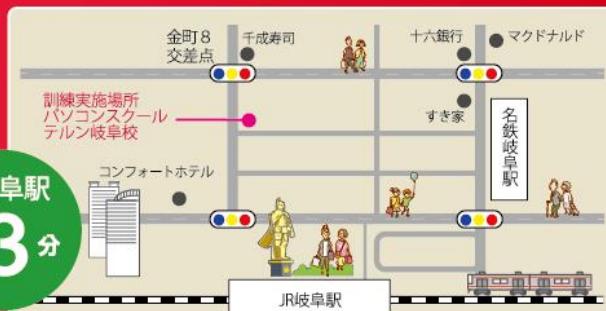 金町8
交差点
千成寿司
十六銀行
マクドナルド
訓練実施場所
パソコンスクール
テルン岐阜校
すき家
名鉄岐阜駅
コンフォートホテル
阜駅
3分
JR岐阜駅